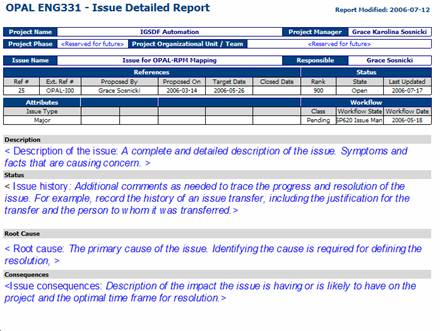 OPAL ENG331 - Issue Detailed Report
Report Modified: 2006-07-12
Project Name IGSDF Automation Project Manager Grace Karolina Sosnicki
Project Phase <Reserved for future> Project Organizational Unit / Team <Reserved for future>
Issue Name Issue for OPAL-RPM Mapping Responsible Grace Sosnicki
References Status
Ref # Ext. Ref # Proposed By Proposed On Target Date Closed Date Rank State Last Updated
25 OPAL-I00 Grace Sosnicki 2006-03-14 2006-05-26 900 Open 2006-07-17
Attributes Workflow
Issue Type Class Workflow State Workflow Date
Major Pending SP620 Issue Man 2006-05-18
Description
< Description of the issue: A complete and detailed description of the issue. Symptoms and
facts that are causing concern. >
Status
< Issue history: Additional comments as needed to trace the progress and resolution of the
issue. For example, record the history of an issue transfer, including the justification for the
transfer and the person to whom it was transferred. >
Root Cause
< Root cause: The primary cause of the issue. Identifying the cause is required for defining the
resolution, >
Consequences
<Issue consequences: Description of the impact the issue is having or is likely to have on
the project and the optimal time frame for resolution.>